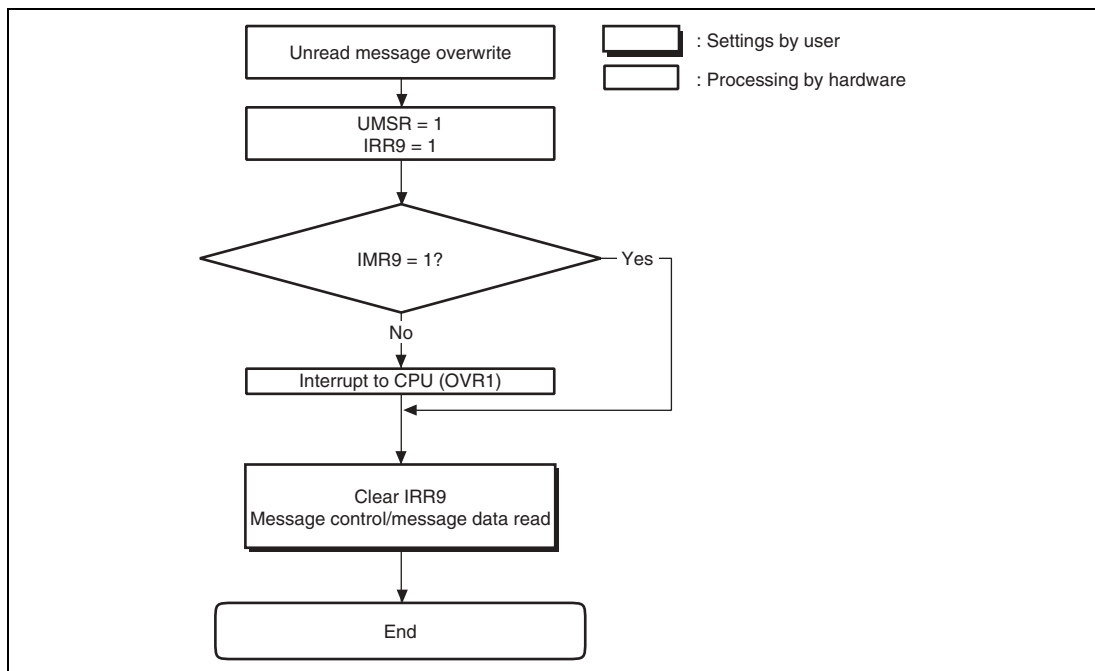 Unread message overwrite
: Settings by user
: Processing by hardware
UMSR = 1
IRR9 = 1
IMR9 = 1?
Yes
No
Interrupt to CPU (OVR1)
Clear IRR9
Message control/message data read
End